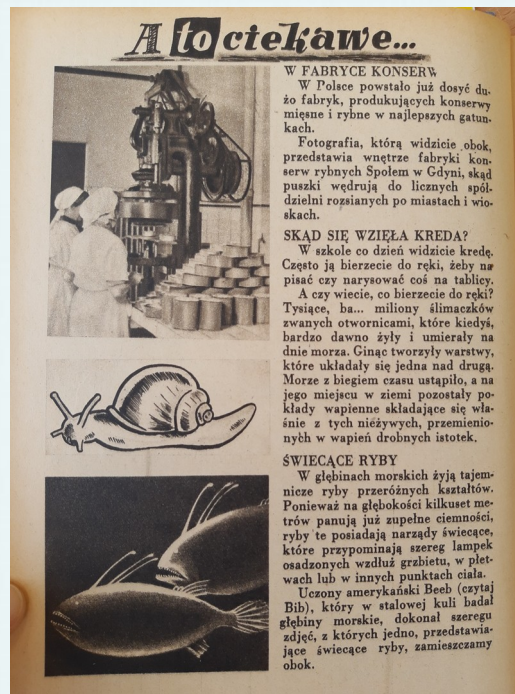 A to ciekawe...
W FABRYCE KONSERW
W Polsce powstało już dosyć du-
żo fabryk, produkujących konserwy
mięsne i rybne w najlepszych gatun-
kach.
Fotografia, którą widzicie obok,
przedstawia wnętrze fabryki kon-
serw rybnych Społem w Gdyni, skąd
puszki wędrują do licznych spół-
dzielni rozsianych po miastach i wio-
skach.
SKĄD SIĘ WZIĘŁA KREDA?
W szkole co dzień widzicie kredę.
Często ją bierzecie do ręki, żeby na-
pisać czy narysować coś na tablicy.
A czy wiecie, co bierzecie do ręki?
Tysiące, ba... miliony ślimaczków
zwanych otwornicami, które kiedyś,
bardzo dawno żyły i umierały na
dnie morza. Ginąc tworzyły warstwy,
które układały się jedna nad drugą.
Morze z biegiem czasu ustąpiło, a na
jego miejscu w ziemi pozostały po-
kłady wapienne składające się wła-
śnie z tych nieżywych, przemienio-
nych w wapień drobnych istotek.
ŚWIECĄCE RYBY
W głębinach morskich żyją tajem-
nicze ryby przeróżnych kształtów.
Ponieważ na głębokości kilkuset me-
trów panują już zupełne ciemności,
ryby te posiadają narządy świecące,
które przypominają szereg lampek
osadzonych wzdłuż grzbietu, w płet-
wach lub w innych punktach ciała.
Uczony amerykański Beeb (czytaj
Bib), który w stalowej kuli badał
głębiny morskie, dokonał szeregu
zdjęć, z których jedno, przedstawia-
jące świecące ryby, zamieszczamy
obok.